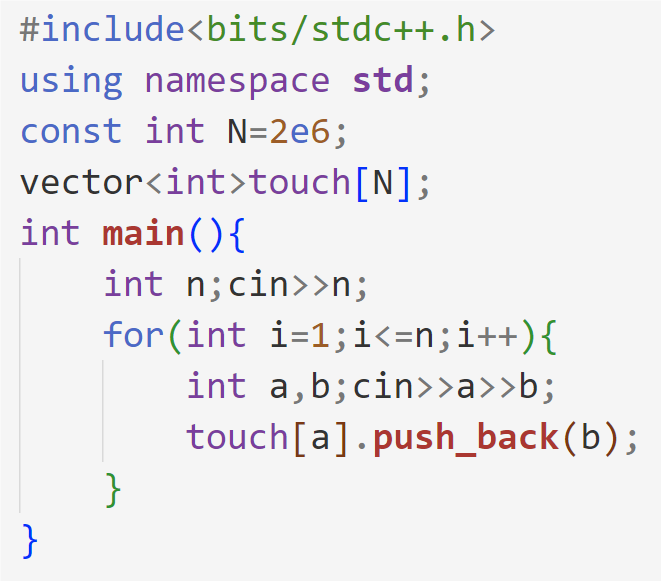 #include<bits/stdc++.h>
using namespace std;
const int N=2e6;
vector<int>touch[N];
int main(){
    int n;cin>>n;
    for(int i=1;i<=n;i++){
        int a,b;cin>>a>>b;
        touch[a].push_back(b);
    }
}